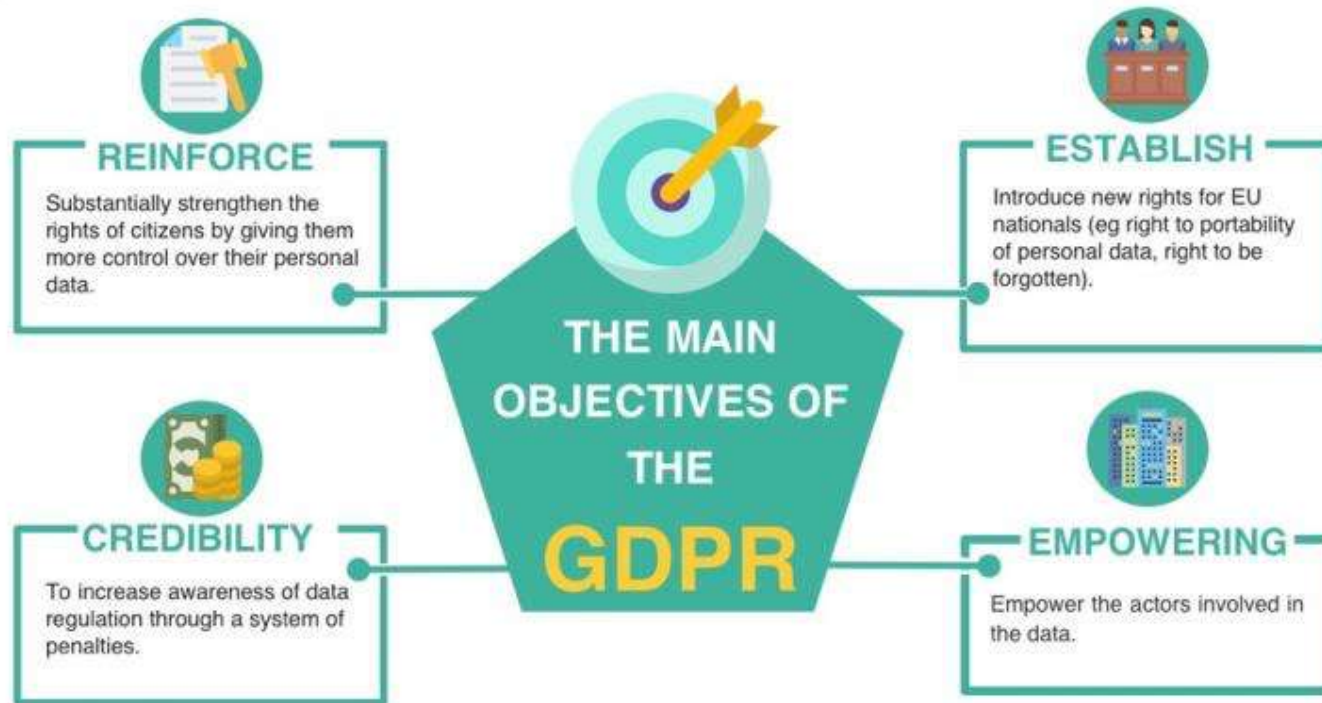 REINFORCE
Substantially strengthen the
rights of citizens by giving them
more control over their personal
data.
ESTABLISH
Introduce new rights for EU
nationals (eg right to portability
of personal data, right to be
forgotten).
THE MAIN
OBJECTIVES OF
THE
GDPR
CREDIBILITY
To increase awareness of data
regulation through a system of
penalties.
EMPOWERING
Empower the actors involved in
the data.